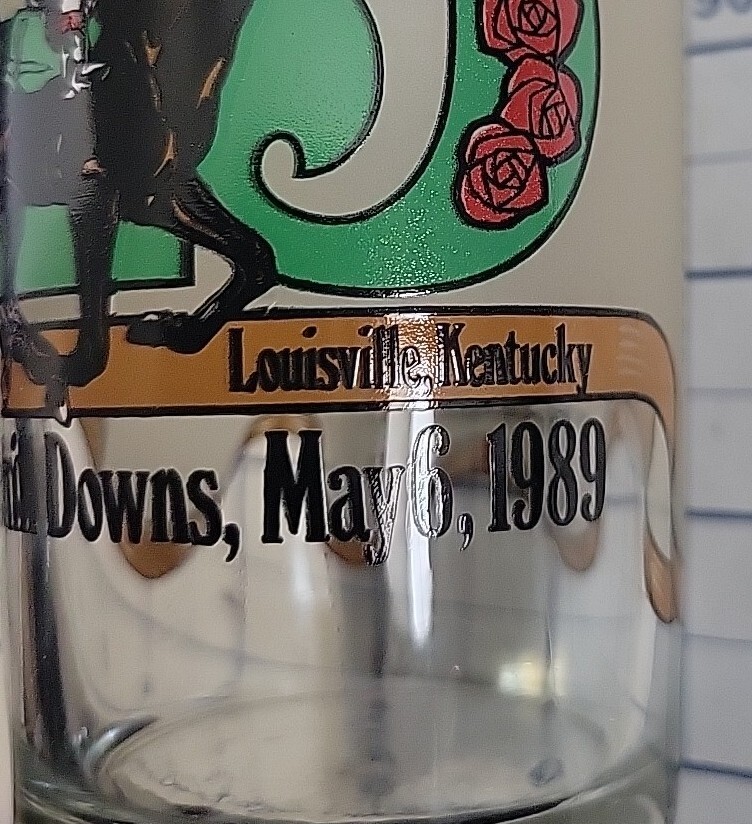 Louisville, Kentucky
Downs, May 6, 1989